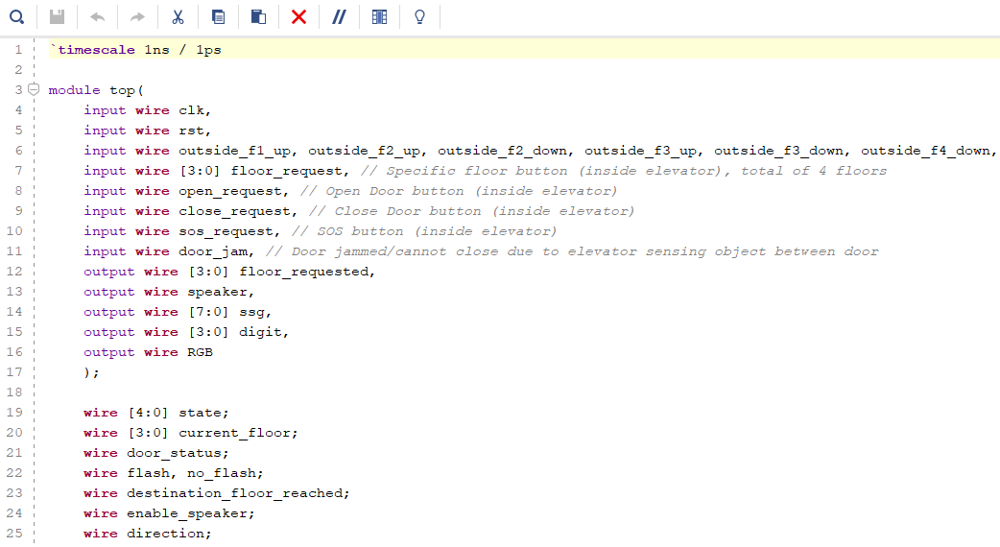 1 `timescale 1ns / 1ps
2
3 module top(
4 input wire clk,
5 input wire rst,
6 input wire outside_f1_up, outside_f2_up, outside_f2_down, outside_f3_up, outside_f3_down, outside_f4_down,
7 input wire [3:0] floor_request, // Specific floor button (inside elevator), total of 4 floors
8 input wire open_request, // Open Door button (inside elevator)
9 input wire close_request, // Close Door button (inside elevator)
10 input wire sos_request, // SOS button (inside elevator)
11 input wire door_jam, // Door jammed/cannot close due to elevator sensing object between door
12 output wire [3:0] floor_requested,
13 output wire speaker,
14 output wire [7:0] ssg,
15 output wire [3:0] digit,
16 output wire RGB
17 );
18
19 wire [4:0] state;
20 wire [3:0] current_floor;
21 wire door_status;
22 wire flash, no_flash;
23 wire destination_floor_reached;
24 wire enable_speaker;
25 wire direction;